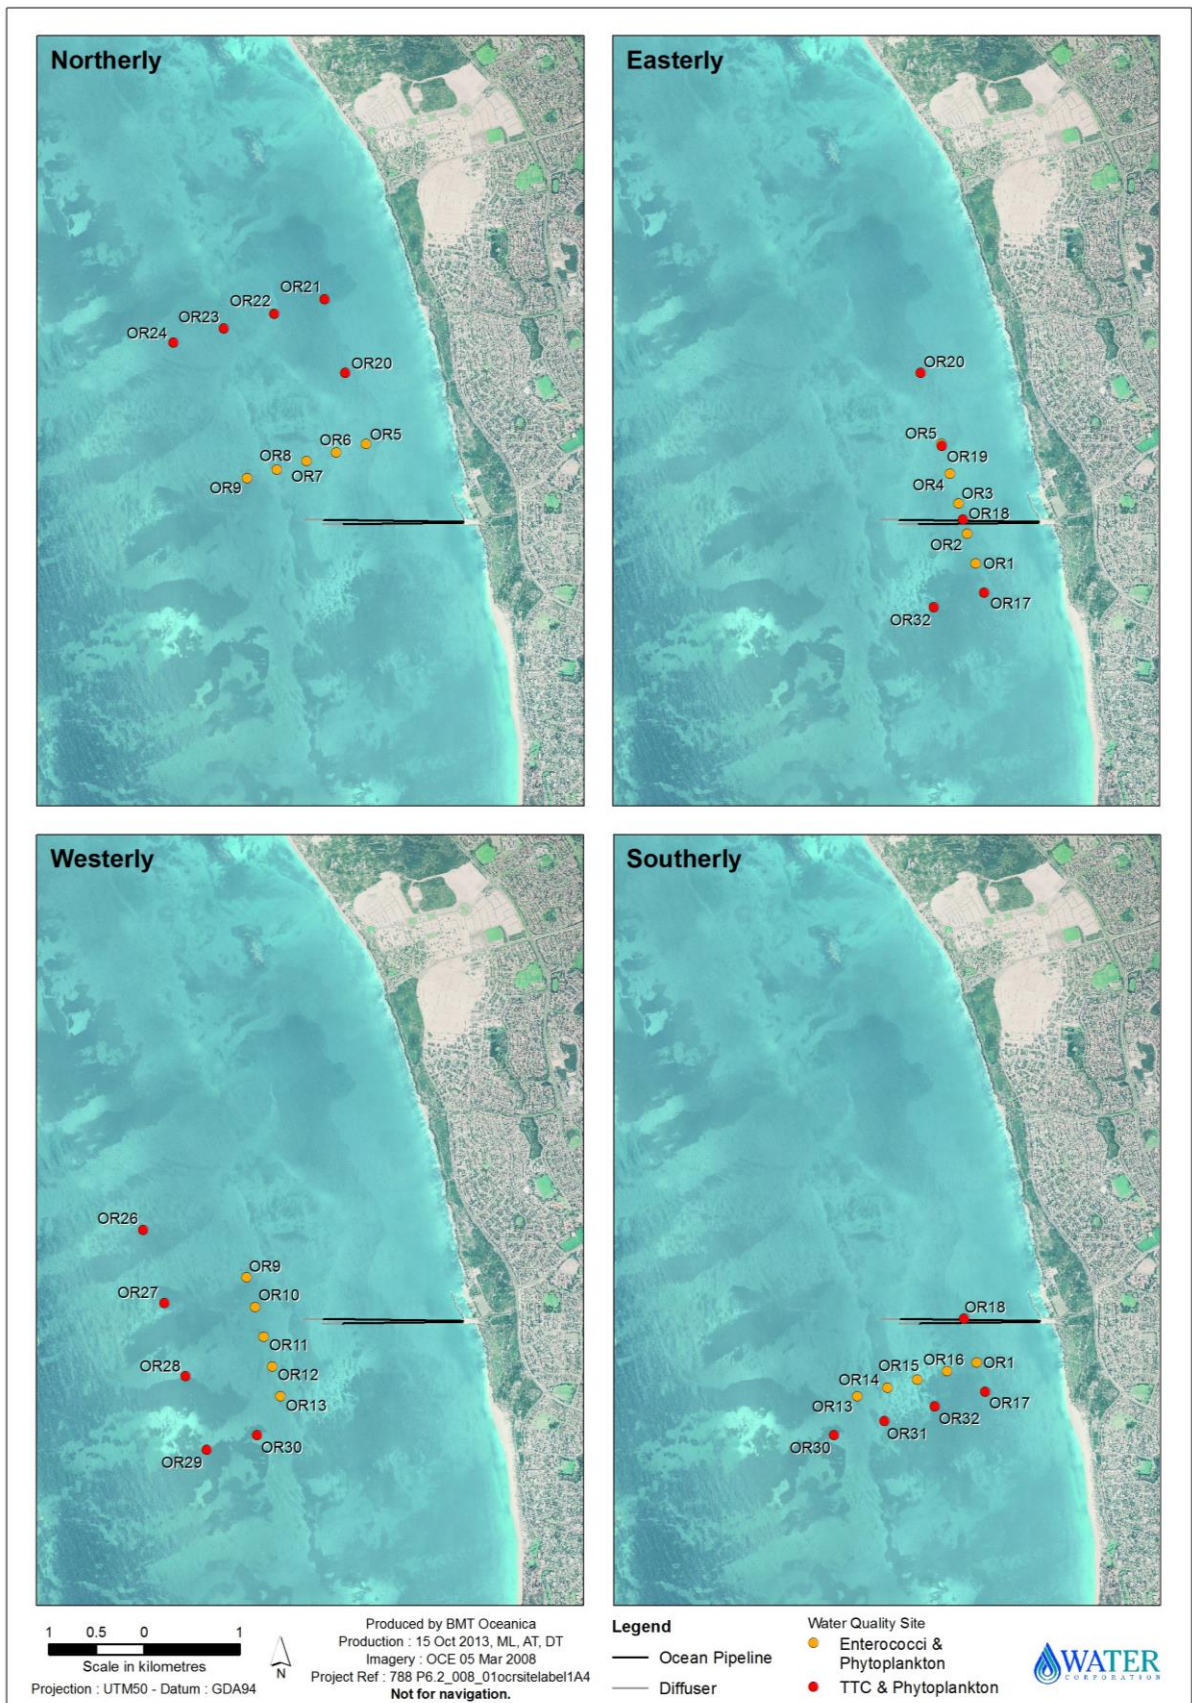 Northerly
OR21
OR22
OR23
OR24
OR20
OR5
OR6
OR8
OR7
OR9
Easterly
OR20
OR5
OR19
OR4
OR3
OR18
OR2
OR1
OR17
OR32
Westerly
OR26
OR9
OR27
OR10
OR11
OR28
OR12
OR13
OR30
OR29
Southerly
OR18
OR1
OR16
OR15
OR14
OR13
OR17
OR32
OR31
OR30
1 0.5 0 1
Scale in kilometres
Projection : UTM50 - Datum : GDA94
N
Produced by BMT Oceanica
Production : 15 Oct 2013, ML, AT, DT
Imagery : OCE 05 Mar 2008
Project Ref : 788 P6.2_008_01ocrsitelabel1A4
Not for navigation.
Legend
Ocean Pipeline
Diffuser
Water Quality Site
Enterococci &
Phytoplankton
TTC & Phytoplankton
WATER
CORPORATION